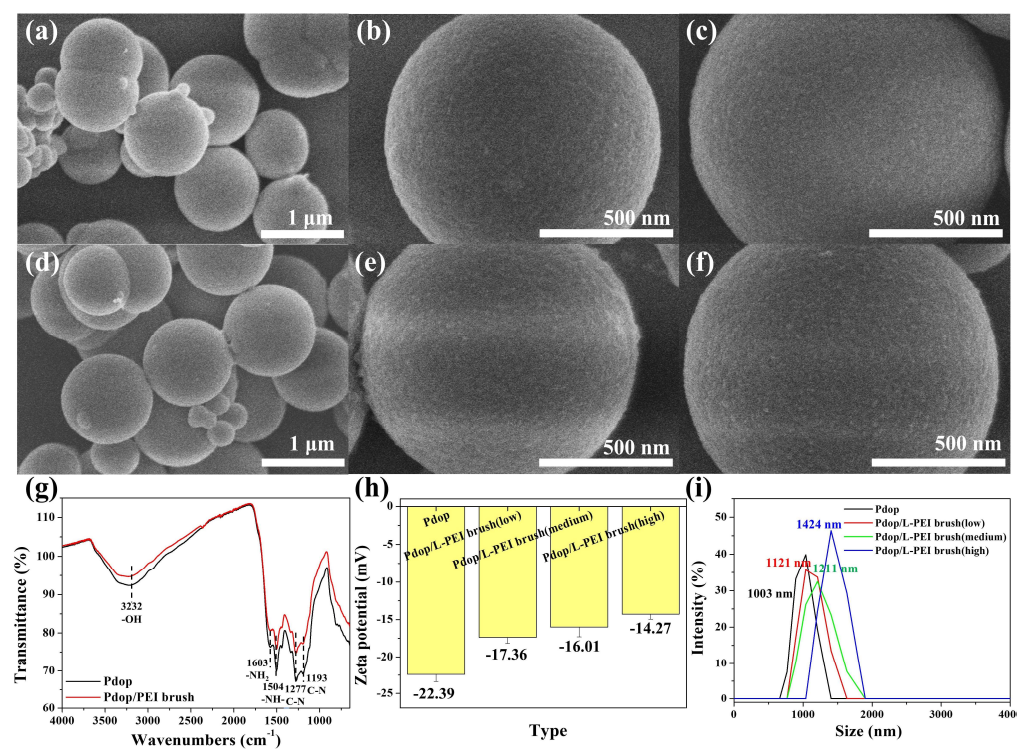 (a)
1 μm
(b)
500 nm
(c)
500 nm
(d)
1 μm
(e)
500 nm
(f)
500 nm
(g)
110
100
90
80
70
60
Transmittance (%)
3232
-OH
1603
-NH2
1504
-NH-
1277
C-N
1193
C-N
Pdop
Pdop/PEI brush
4000 3500 3000 2500 2000 1500 1000
Wavenumbers (cm-1)
(h)
0
-5
-10
-15
-20
-25
Zeta potential (mV)
Pdop
Pdop/L-PEI brush(low)
Pdop/L-PEI brush(medium)
Pdop/L-PEI brush(high)
-22.39
-17.36
-16.01
-14.27
Type
(i)
50
40
30
20
10
0
Intensity (%)
Pdop
Pdop/L-PEI brush(low)
Pdop/L-PEI brush(medium)
Pdop/L-PEI brush(high)
1424 nm
1121 nm
1211 nm
1003 nm
0 1000 2000 3000 4000
Size (nm)